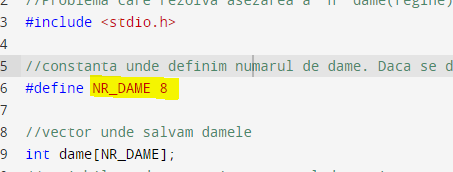 2 //Problema care rezolva asezarea a "n" dame(regine)
3 #include <stdio.h>
4
5 //constanta unde definim numarul de dame. Daca se d
6 #define NR_DAME 8
7
8 //vector unde salvam damele
9 int dame[NR_DAME];